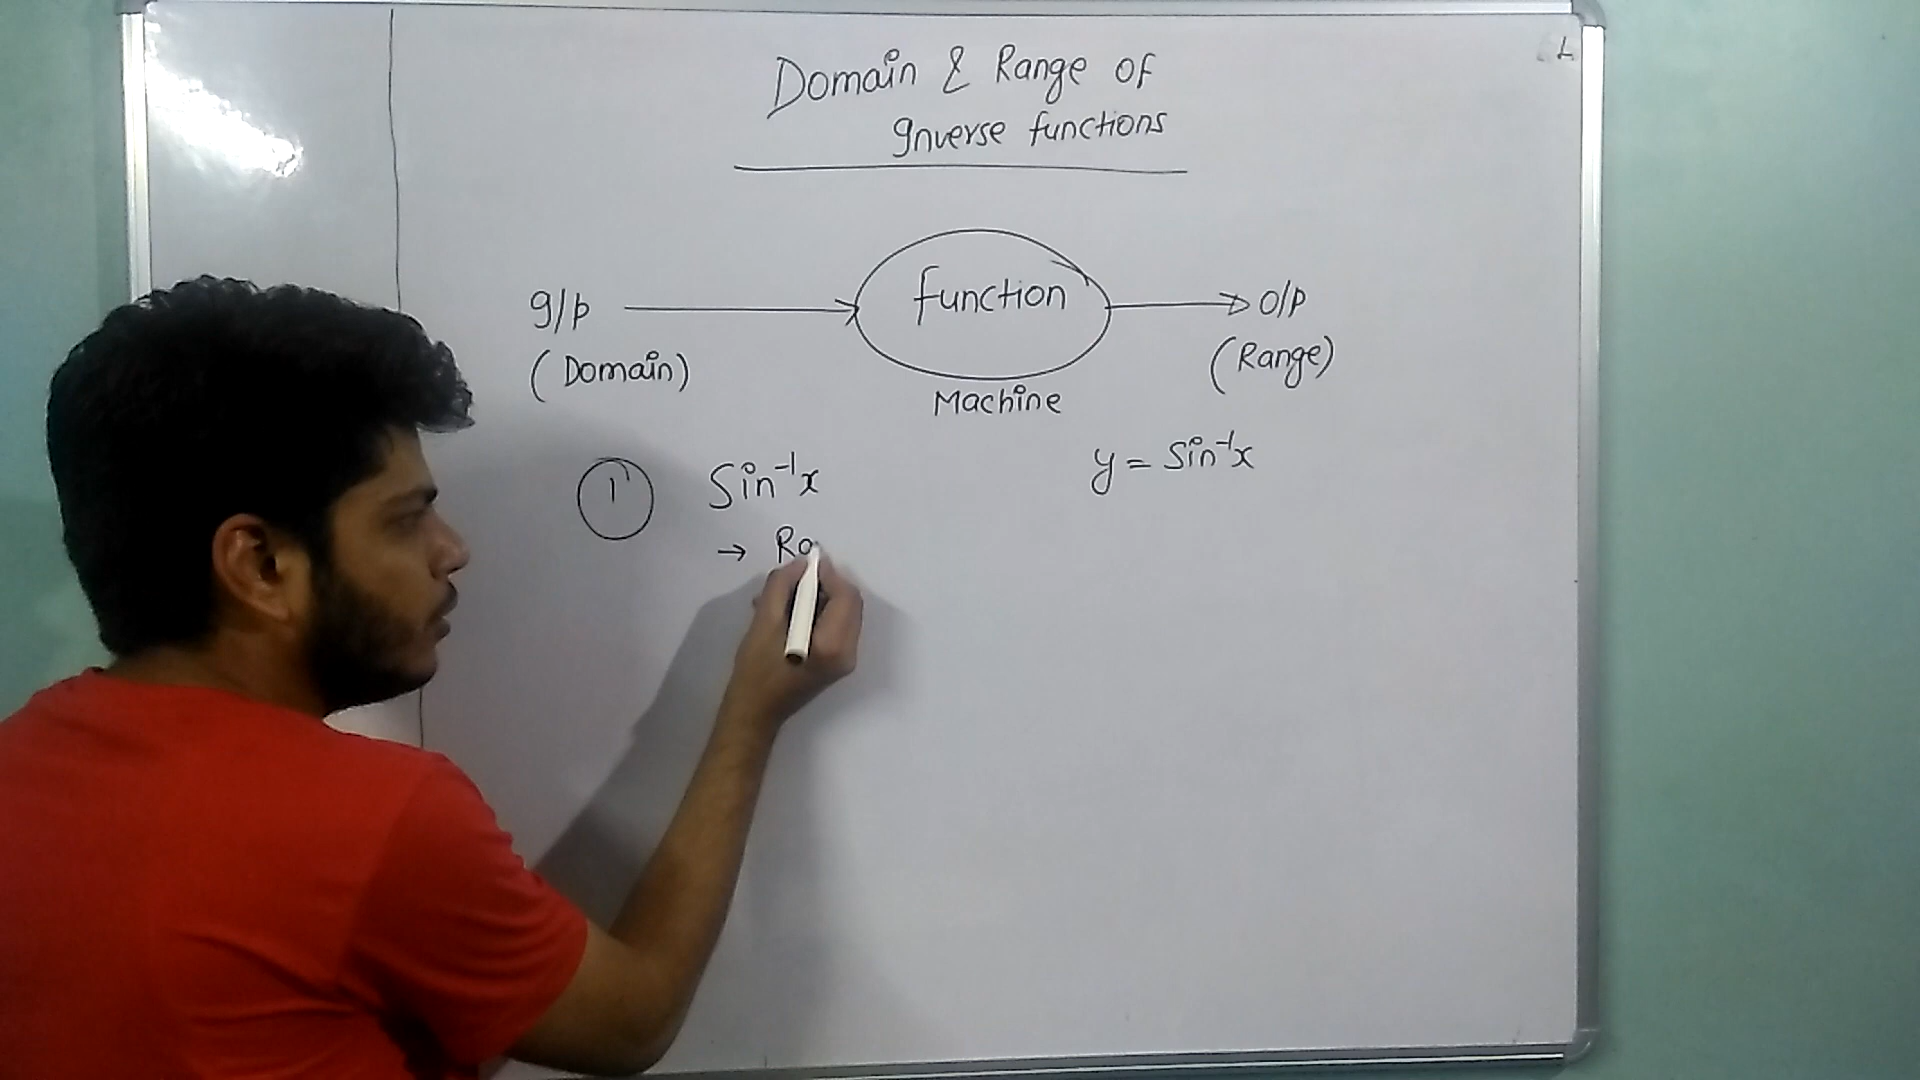 Domain & Range of
Inverse functions
I/p
function
O/P
(Domain)
(Range)
Machine
1
Sin⁻¹x
y = Sin⁻¹x
→ Ra
L